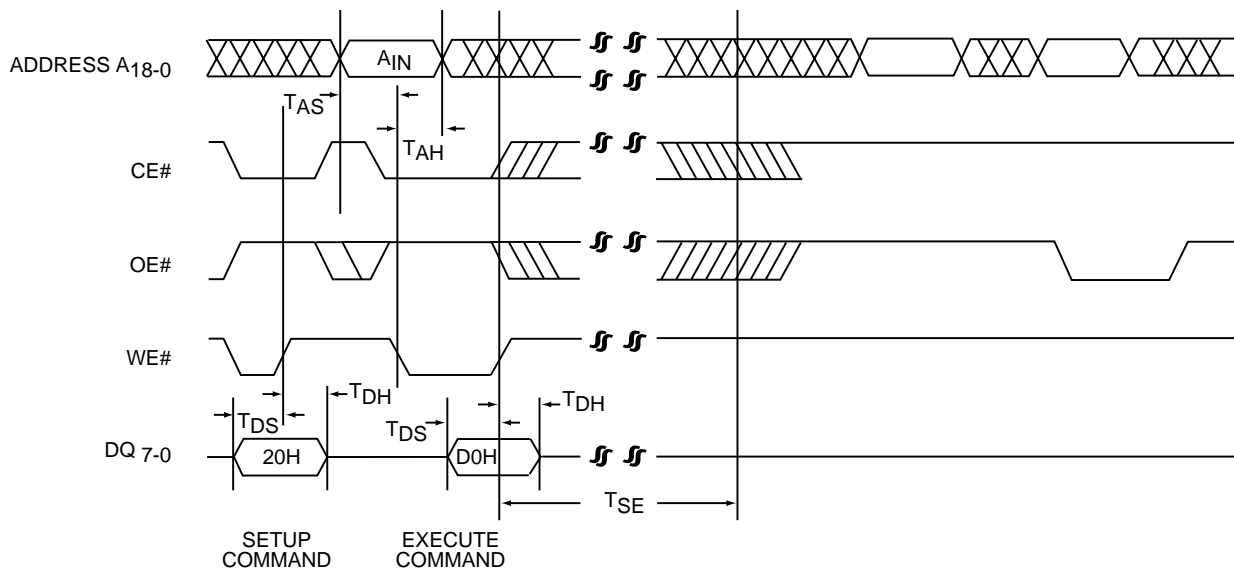 ADDRESS A18-0
AIN
TAS
TAH
CE#
OE#
WE#
TDS
TDH
TDS
TDH
DQ 7-0
20H
D0H
TSE
SETUP
COMMAND
EXECUTE
COMMAND